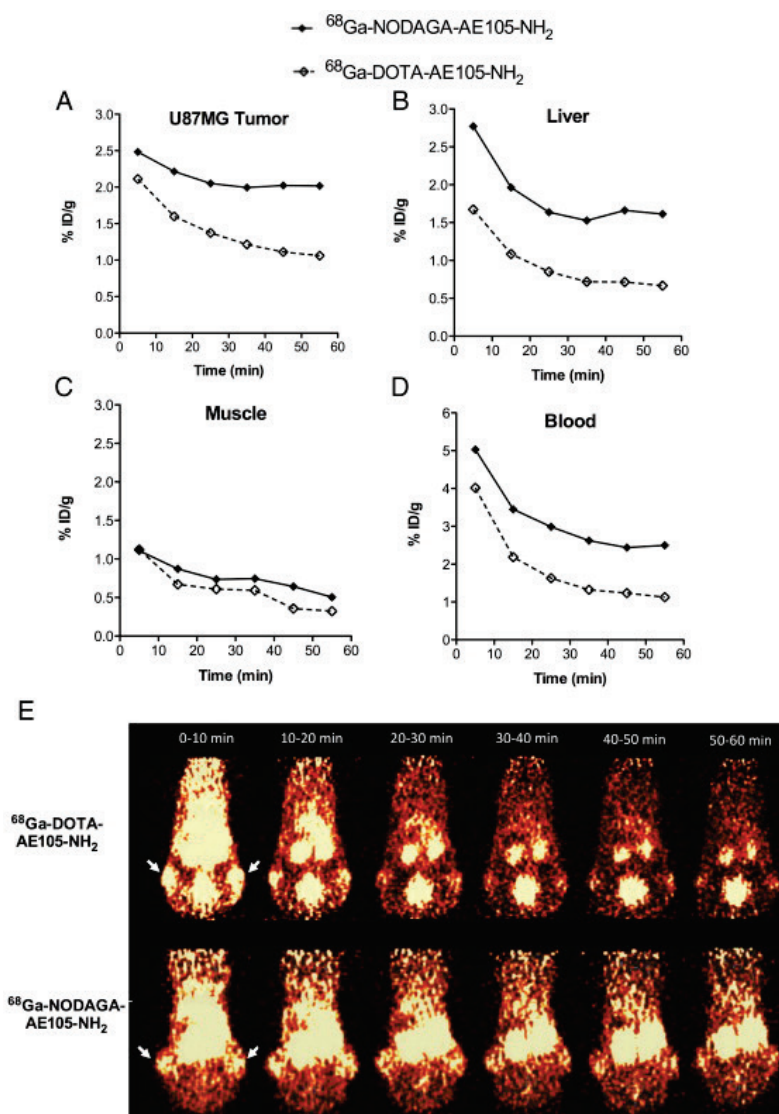 ⁶⁸Ga-NODAGA-AE105-NH₂
⁶⁸Ga-DOTA-AE105-NH₂
A
U87MG Tumor
3.0
2.5
2.0
1.5
1.0
0.5
0.0
% ID/g
0 10 20 30 40 50 60
Time (min)
B
Liver
3.0
2.5
2.0
1.5
1.0
0.5
0.0
% ID/g
0 10 20 30 40 50 60
Time (min)
C
Muscle
3.0
2.5
2.0
1.5
1.0
0.5
0.0
% ID/g
0 10 20 30 40 50 60
Time (min)
D
Blood
6
5
4
3
2
1
0
% ID/g
0 10 20 30 40 50 60
Time (min)
E
0-10 min 10-20 min 20-30 min 30-40 min 40-50 min 50-60 min
⁶⁸Ga-DOTA-
AE105-NH₂
⁶⁸Ga-NODAGA-
AE105-NH₂